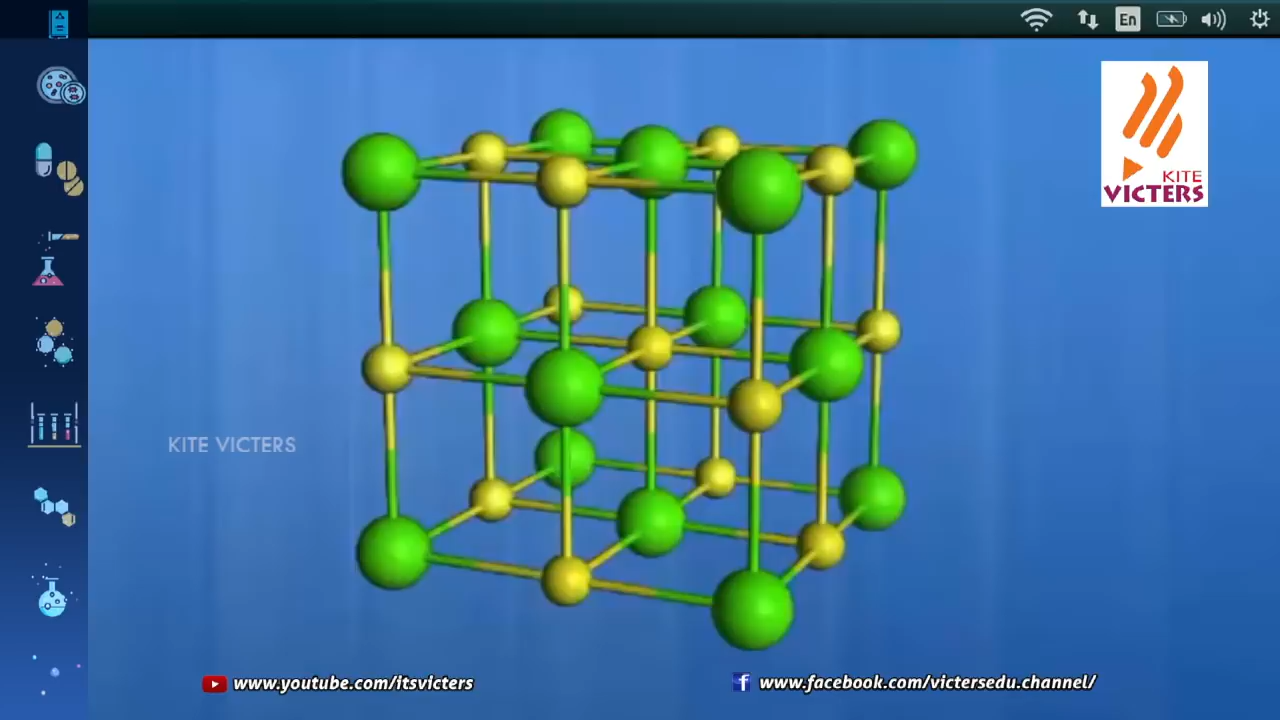 En
KITE
VICTERS
KITE VICTERS
www.youtube.com/itsvicters
www.facebook.com/victersedu.channel/